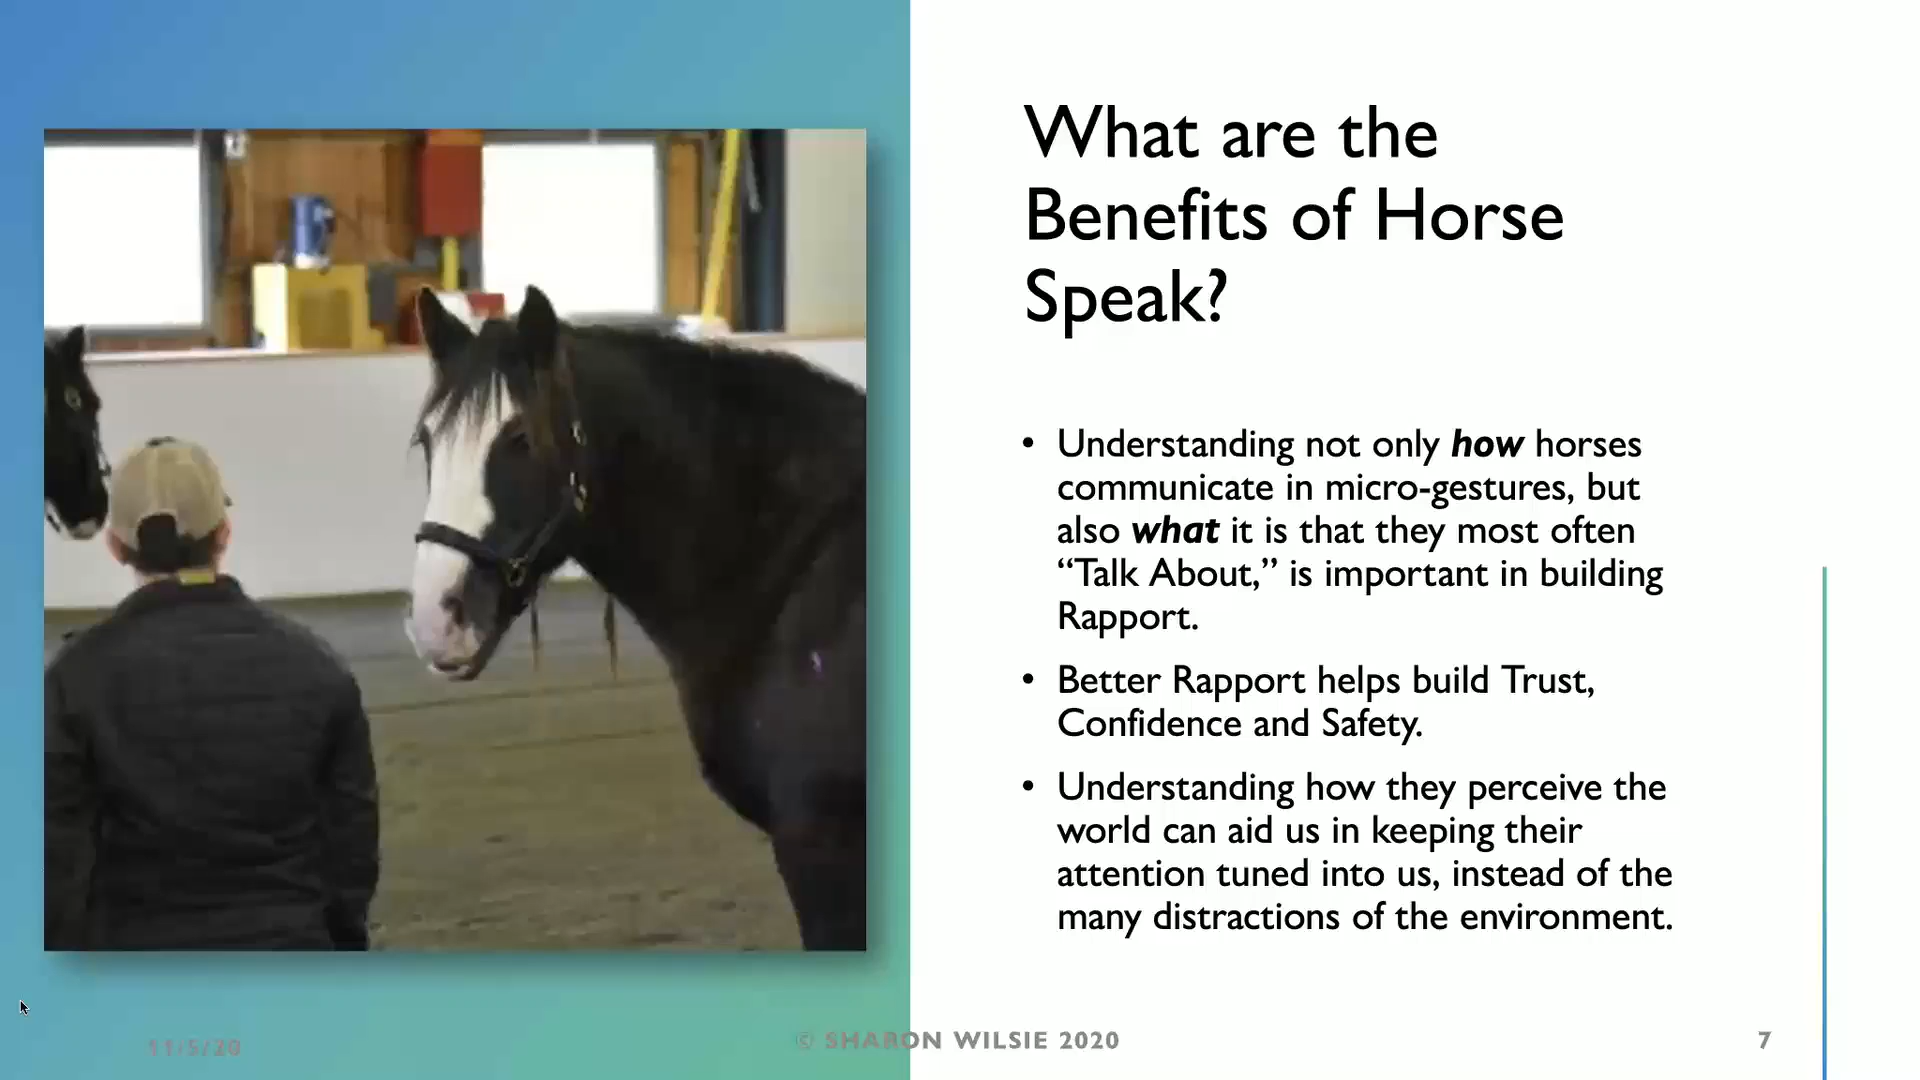 What are the
Benefits of Horse
Speak?
• Understanding not only how horses
communicate in micro-gestures, but
also what it is that they most often
“Talk About,” is important in building
Rapport.
• Better Rapport helps build Trust,
Confidence and Safety.
• Understanding how they perceive the
world can aid us in keeping their
attention tuned into us, instead of the
many distractions of the environment.
11/5/20
© SHARON WILSIE 2020
7